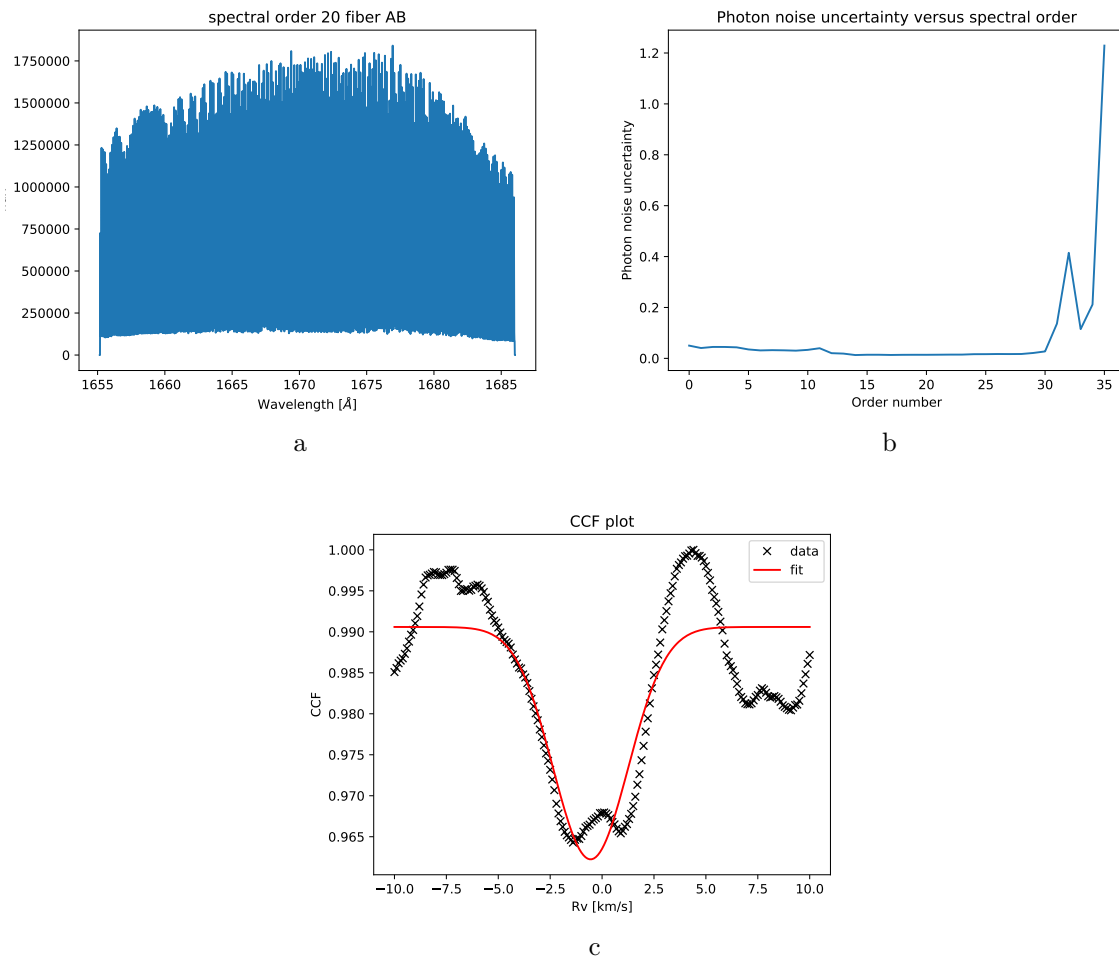 spectral order 20 fiber AB
1750000
1500000
1250000
1000000
750000
500000
250000
0
1655 1660 1665 1670 1675 1680 1685
Wavelength [Å]
a
Photon noise uncertainty versus spectral order
Photon noise uncertainty
1.2
1.0
0.8
0.6
0.4
0.2
0.0
0 5 10 15 20 25 30 35
Order number
b
CCF plot
CCF
1.000
0.995
0.990
0.985
0.980
0.975
0.970
0.965
data
fit
−10.0 −7.5 −5.0 −2.5 0.0 2.5 5.0 7.5 10.0
Rv [km/s]
c